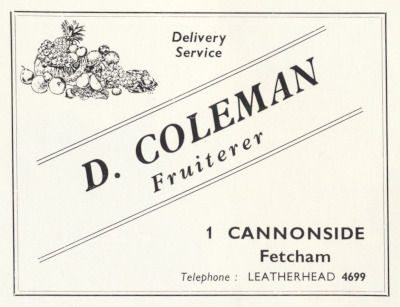 Delivery
Service
D. COLEMAN
Fruiterer
1 CANNONSIDE
Fetcham
Telephone : LEATHERHEAD 4699